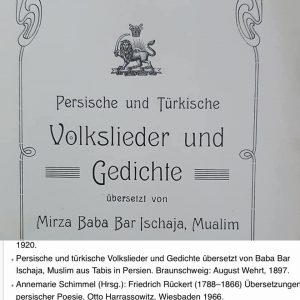 Persische und Türkische
Volkslieder und
Gedichte
übersetzt von
Mirza Baba Bar Ischaja, Mualim
1920.
Persische und türkische Volkslieder und Gedichte übersetzt von Baba Bar
Ischaja, Muslim aus Tabis in Persien. Braunschweig: August Wehrt, 1897.
Annemarie Schimmel (Hrsg.): Friedrich Rückert (1788–1866) Übersetzungen
persischer Poesie. Otto Harrassowitz, Wiesbaden 1966.